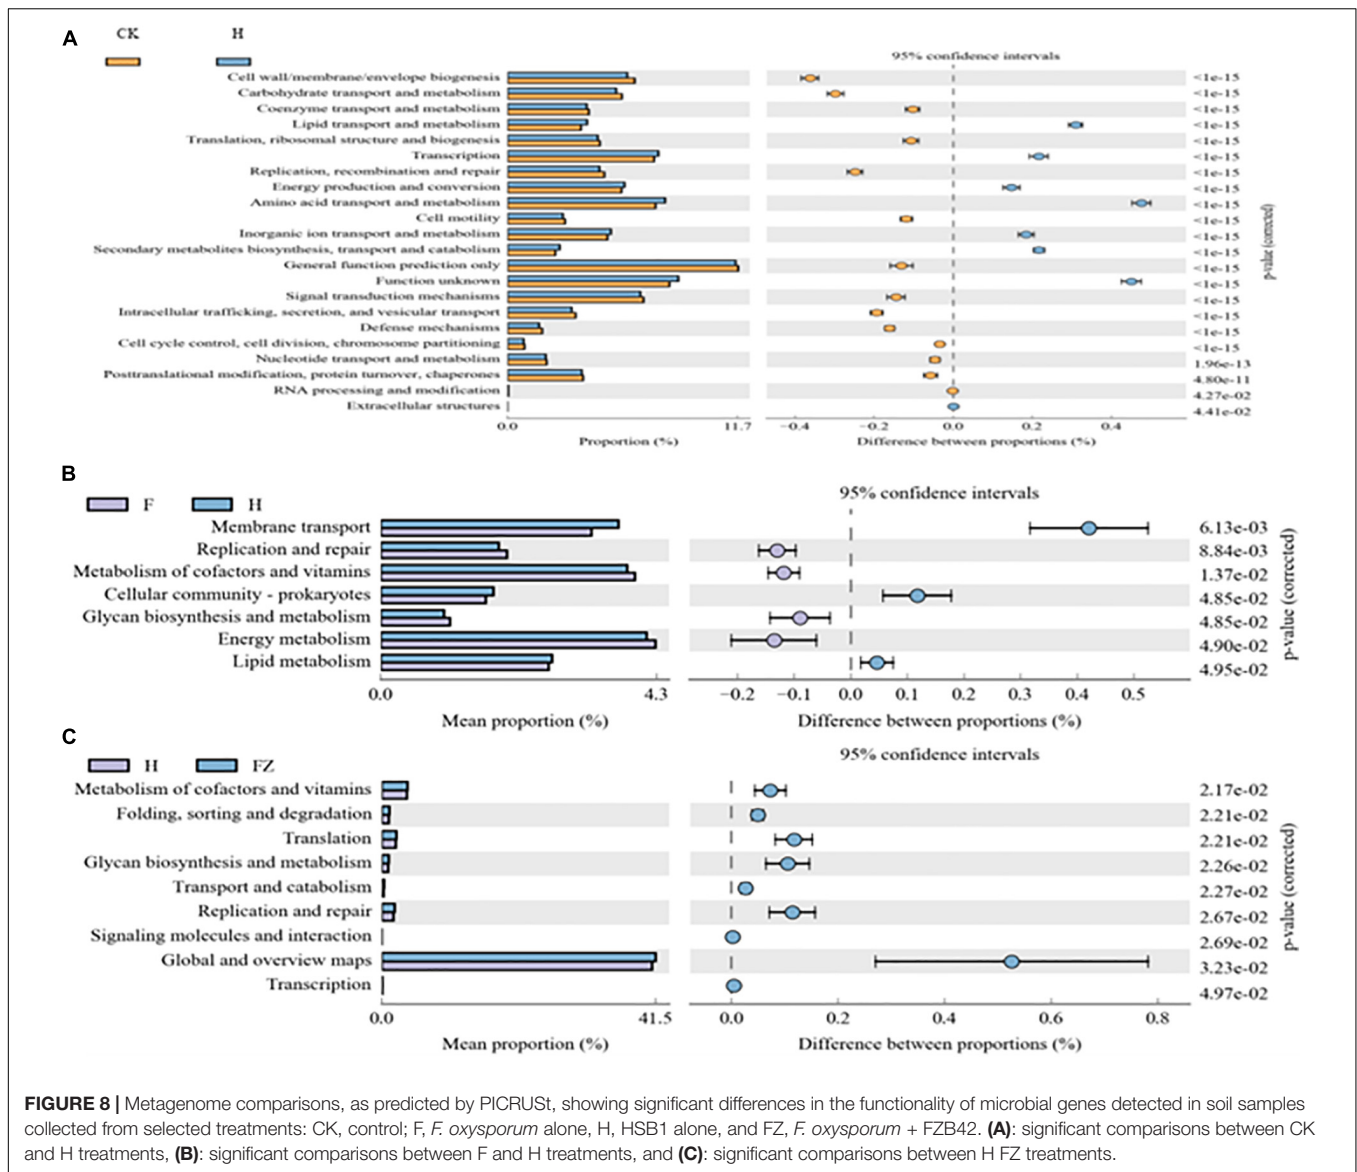 A
CK H
95% confidence intervals
Cell wall/membrane/envelope biogenesis <1e-15
Carbohydrate transport and metabolism <1e-15
Coenzyme transport and metabolism <1e-15
Lipid transport and metabolism <1e-15
Translation, ribosomal structure and biogenesis <1e-15
Transcription <1e-15
Replication, recombination and repair <1e-15
Energy production and conversion <1e-15
Amino acid transport and metabolism <1e-15
Cell motility <1e-15
Inorganic ion transport and metabolism <1e-15
Secondary metabolites biosynthesis, transport and catabolism <1e-15
General function prediction only <1e-15
Function unknown <1e-15
Signal transduction mechanisms <1e-15
Intracellular trafficking, secretion, and vesicular transport <1e-15
Defense mechanisms <1e-15
Cell cycle control, cell division, chromosome partitioning <1e-15
Nucleotide transport and metabolism 1.96e-13
Posttranslational modification, protein turnover, chaperones 4.80e-11
RNA processing and modification 4.27e-02
Extracellular structures 4.41e-02
p-value (corrected)
0.0 11.7 −0.4 −0.2 0.0 0.2 0.4
Proportion (%) Difference between proportions (%)
B
F H
95% confidence intervals
Membrane transport 6.13e-03
Replication and repair 8.84e-03
Metabolism of cofactors and vitamins 1.37e-02
Cellular community - prokaryotes 4.85e-02
Glycan biosynthesis and metabolism 4.85e-02
Energy metabolism 4.90e-02
Lipid metabolism 4.95e-02
p-value (corrected)
0.0 4.3 −0.2 −0.1 0.0 0.1 0.2 0.3 0.4 0.5
Mean proportion (%) Difference between proportions (%)
C
H FZ
95% confidence intervals
Metabolism of cofactors and vitamins 2.17e-02
Folding, sorting and degradation 2.21e-02
Translation 2.21e-02
Glycan biosynthesis and metabolism 2.26e-02
Transport and catabolism 2.27e-02
Replication and repair 2.67e-02
Signaling molecules and interaction 2.69e-02
Global and overview maps 3.23e-02
Transcription 4.97e-02
p-value (corrected)
0.0 41.5 0.0 0.2 0.4 0.6 0.8
Mean proportion (%) Difference between proportions (%)
FIGURE 8 | Metagenome comparisons, as predicted by PICRUSt, showing significant differences in the functionality of microbial genes detected in soil samples
collected from selected treatments: CK, control; F, F. oxysporum alone, H, HSB1 alone, and FZ, F. oxysporum + FZB42. (A): significant comparisons between CK
and H treatments, (B): significant comparisons between F and H treatments, and (C): significant comparisons between H FZ treatments.